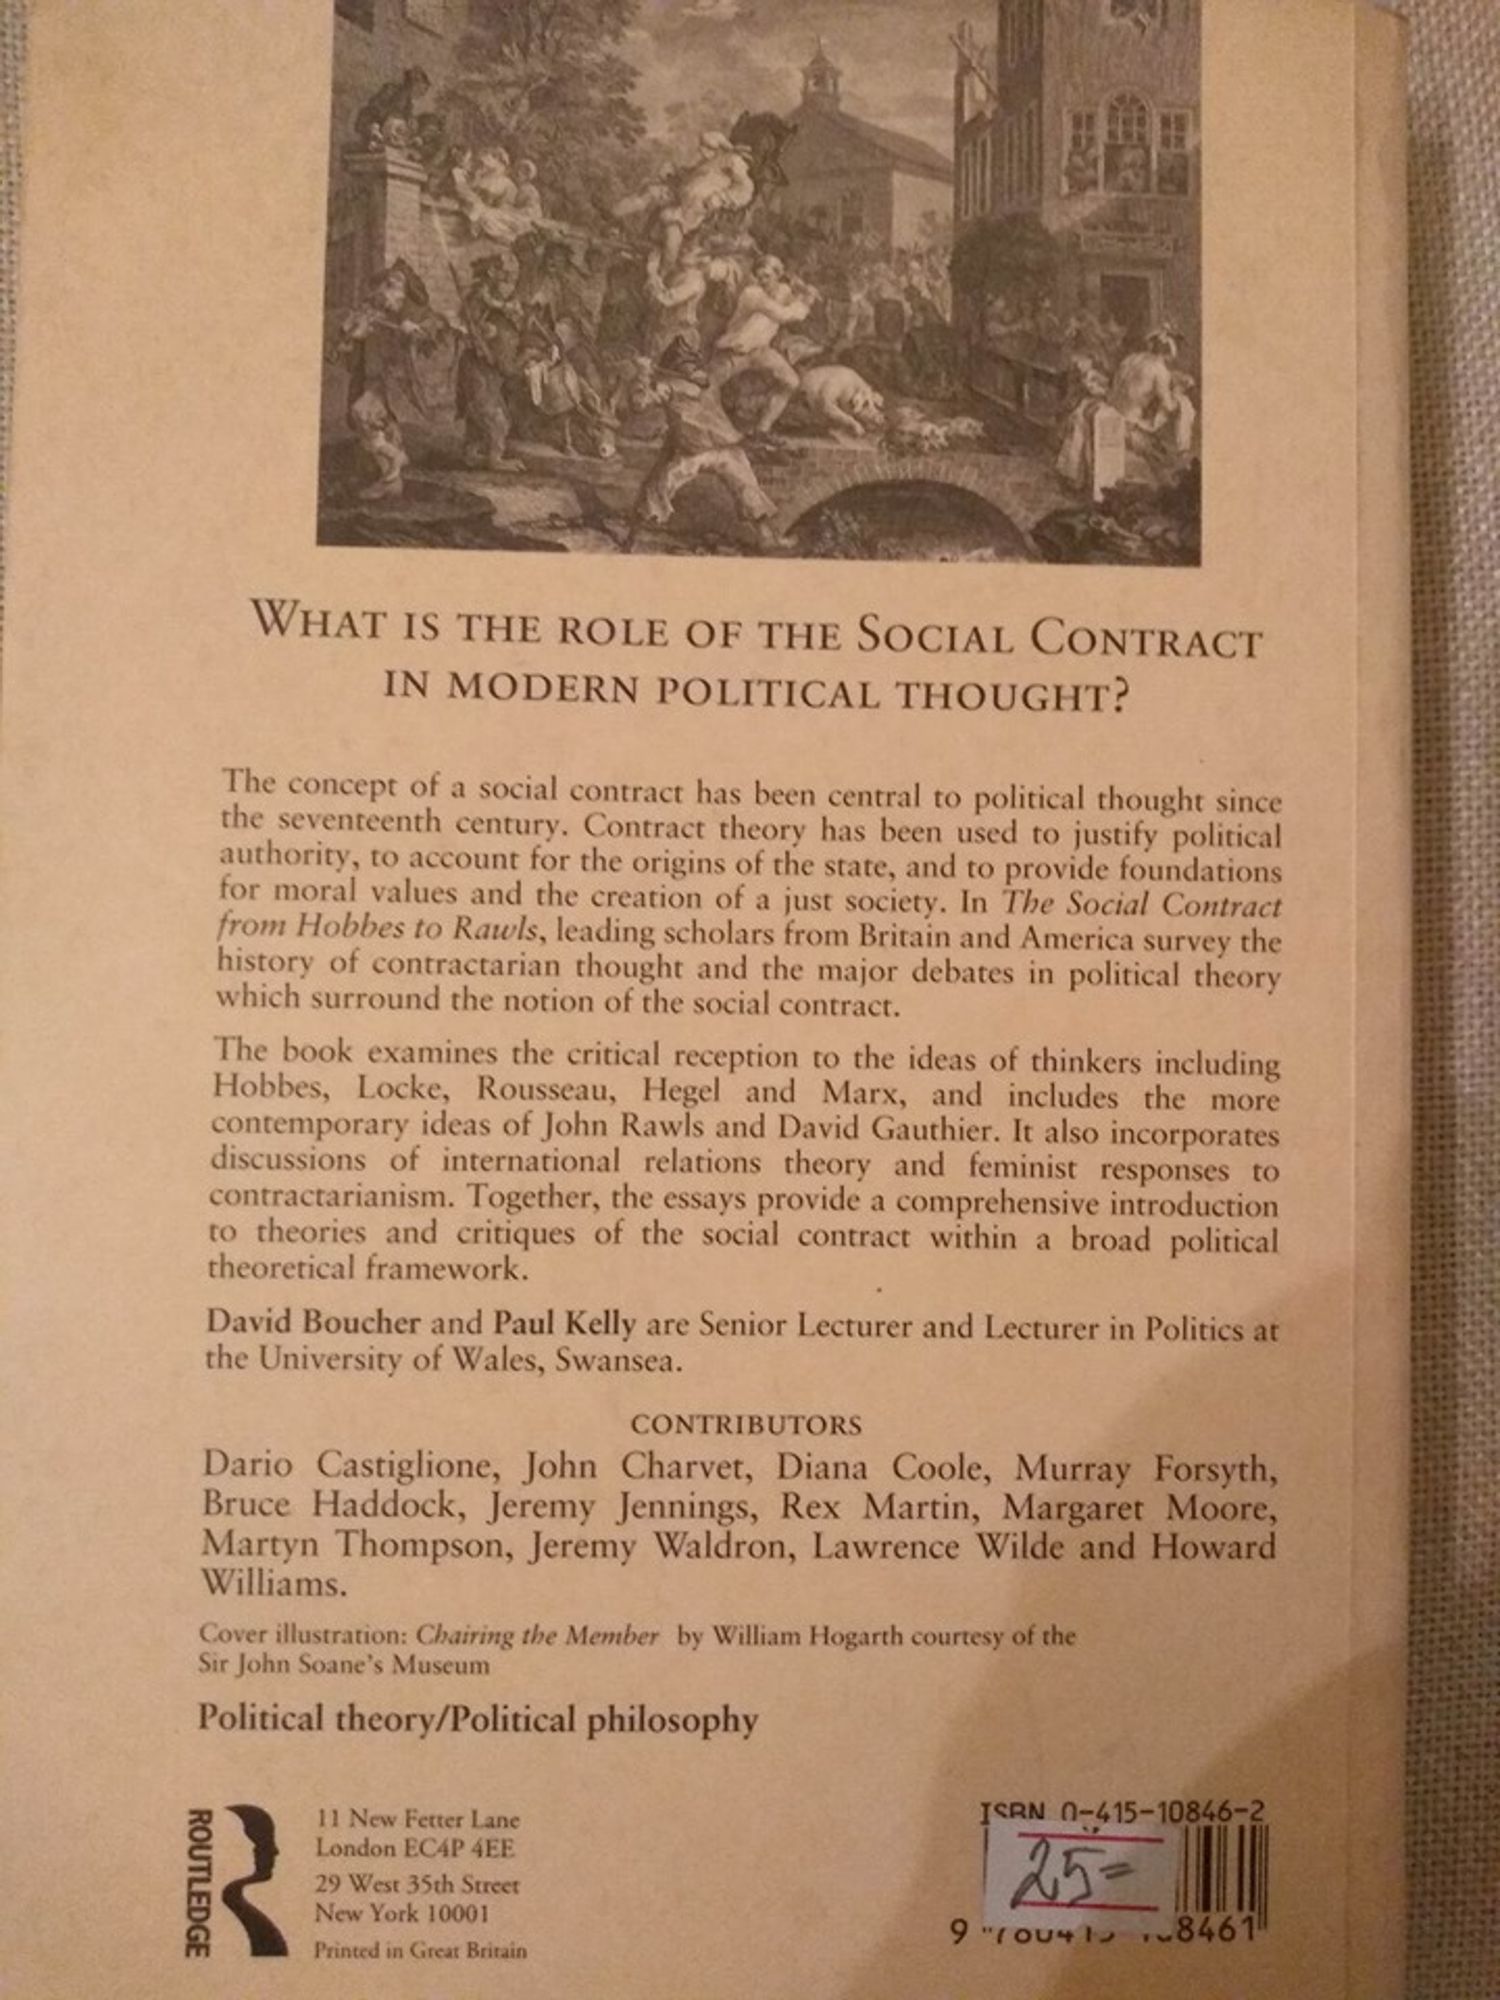 WHAT IS THE ROLE OF THE SOCIAL CONTRACT
IN MODERN POLITICAL THOUGHT?
The concept of a social contract has been central to political thought since
the seventeenth century. Contract theory has been used to justify political
authority, to account for the origins of the state, and to provide foundations
for moral values and the creation of a just society. In The Social Contract
from Hobbes to Rawls, leading scholars from Britain and America survey the
history of contractarian thought and the major debates in political theory
which surround the notion of the social contract.
The book examines the critical reception to the ideas of thinkers including
Hobbes, Locke, Rousseau, Hegel and Marx, and includes the more
contemporary ideas of John Rawls and David Gauthier. It also incorporates
discussions of international relations theory and feminist responses to
contractarianism. Together, the essays provide a comprehensive introduction
to theories and critiques of the social contract within a broad political
theoretical framework.
David Boucher and Paul Kelly are Senior Lecturer and Lecturer in Politics at
the University of Wales, Swansea.
CONTRIBUTORS
Dario Castiglione, John Charvet, Diana Coole, Murray Forsyth,
Bruce Haddock, Jeremy Jennings, Rex Martin, Margaret Moore,
Martyn Thompson, Jeremy Waldron, Lawrence Wilde and Howard
Williams.
Cover illustration: Chairing the Member by William Hogarth courtesy of the
Sir John Soane's Museum
Political theory/Political philosophy
ROUTLEDGE
11 New Fetter Lane
London EC4P 4EE
29 West 35th Street
New York 10001
Printed in Great Britain
ISBN 0-415-10846-2
25=
9 8461